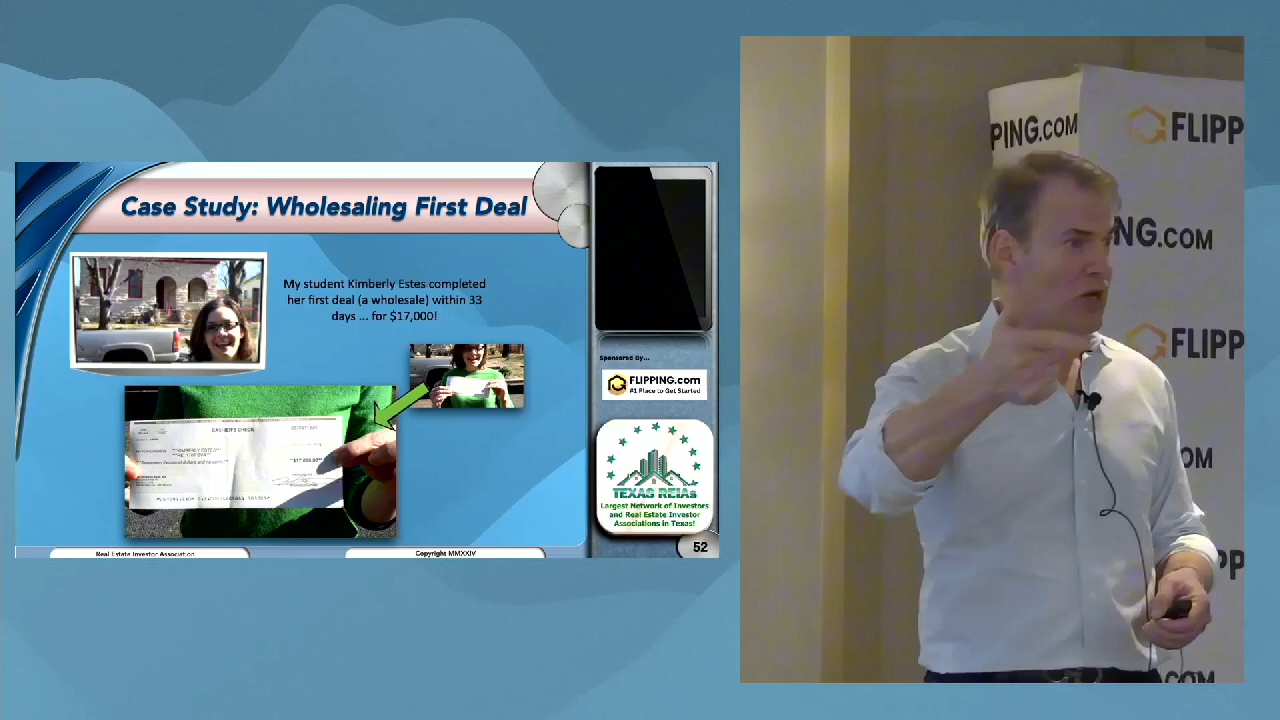 Case Study: Wholesaling First Deal
My student Kimberly Estes completed
her first deal (a wholesale) within 33
days ... for $17,000!
CASHIER'S CHECK
Sponsored By...
FLIPPING.com
#1 Place to Get Started
TEXAS REIAs
Largest Network of Investors
and Real Estate Investor
Associations in Texas!
Real Estate Investor Association
Copyright MMXXIV
52
PPING.COM
FLIPP
NG.COM
FLIPP
OM
PP
COM